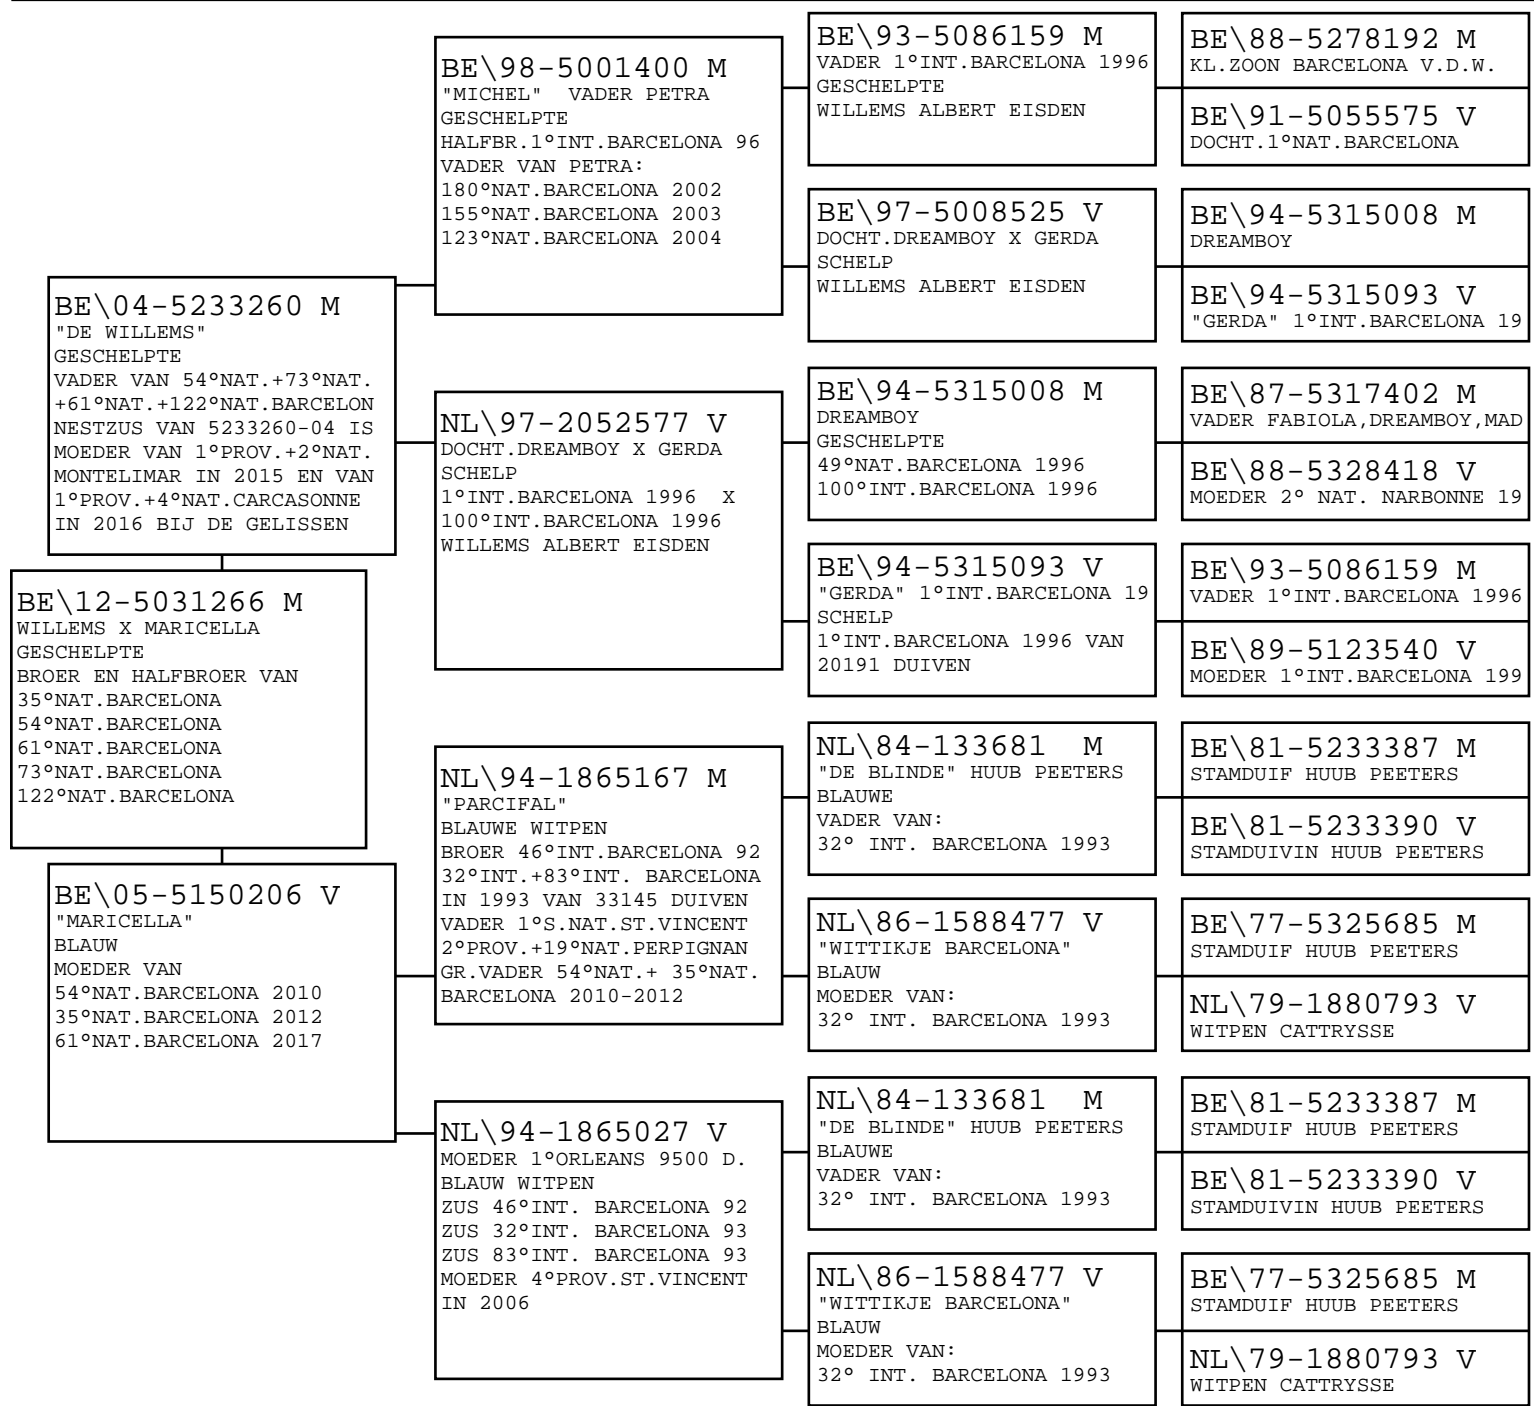 BE\12-5031266 M
WILLEMS X MARICELLA
GESCHELPTE
BROER EN HALFBROER VAN
35°NAT.BARCELONA
54°NAT.BARCELONA
61°NAT.BARCELONA
73°NAT.BARCELONA
122°NAT.BARCELONA
BE\04-5233260 M
"DE WILLEMS"
GESCHELPTE
VADER VAN 54°NAT.+73°NAT.
+61°NAT.+122°NAT.BARCELON
NESTZUS VAN 5233260-04 IS
MOEDER VAN 1°PROV.+2°NAT.
MONTELIMAR IN 2015 EN VAN
1°PROV.+4°NAT.CARCASONNE
IN 2016 BIJ DE GELISSEN
BE\05-5150206 V
"MARICELLA"
BLAUW
MOEDER VAN
54°NAT.BARCELONA 2010
35°NAT.BARCELONA 2012
61°NAT.BARCELONA 2017
BE\98-5001400 M
"MICHEL"  VADER PETRA
GESCHELPTE
HALFBR.1°INT.BARCELONA 96
VADER VAN PETRA:
180°NAT.BARCELONA 2002
155°NAT.BARCELONA 2003
123°NAT.BARCELONA 2004
NL\97-2052577 V
DOCHT.DREAMBOY X GERDA
SCHELP
1°INT.BARCELONA 1996  X
100°INT.BARCELONA 1996
WILLEMS ALBERT EISDEN
NL\94-1865167 M
"PARCIFAL"
BLAUWE WITPEN
BROER 46°INT.BARCELONA 92
32°INT.+83°INT. BARCELONA
IN 1993 VAN 33145 DUIVEN
VADER 1°S.NAT.ST.VINCENT
2°PROV.+19°NAT.PERPIGNAN
GR.VADER 54°NAT.+ 35°NAT.
BARCELONA 2010-2012
NL\94-1865027 V
MOEDER 1°ORLEANS 9500 D.
BLAUW WITPEN
ZUS 46°INT. BARCELONA 92
ZUS 32°INT. BARCELONA 93
ZUS 83°INT. BARCELONA 93
MOEDER 4°PROV.ST.VINCENT
IN 2006
BE\93-5086159 M
VADER 1°INT.BARCELONA 1996
GESCHELPTE
WILLEMS ALBERT EISDEN
BE\97-5008525 V
DOCHT.DREAMBOY X GERDA
SCHELP
WILLEMS ALBERT EISDEN
BE\94-5315008 M
DREAMBOY
GESCHELPTE
49°NAT.BARCELONA 1996
100°INT.BARCELONA 1996
BE\94-5315093 V
"GERDA" 1°INT.BARCELONA 19
SCHELP
1°INT.BARCELONA 1996 VAN
20191 DUIVEN
NL\84-133681  M
"DE BLINDE" HUUB PEETERS
BLAUWE
VADER VAN:
32° INT. BARCELONA 1993
NL\86-1588477 V
"WITTIKJE BARCELONA"
BLAUW
MOEDER VAN:
32° INT. BARCELONA 1993
NL\84-133681  M
"DE BLINDE" HUUB PEETERS
BLAUWE
VADER VAN:
32° INT. BARCELONA 1993
NL\86-1588477 V
"WITTIKJE BARCELONA"
BLAUW
MOEDER VAN:
32° INT. BARCELONA 1993
BE\88-5278192 M
KL.ZOON BARCELONA V.D.W.
BE\91-5055575 V
DOCHT.1°NAT.BARCELONA
BE\94-5315008 M
DREAMBOY
BE\94-5315093 V
"GERDA" 1°INT.BARCELONA 19
BE\87-5317402 M
VADER FABIOLA,DREAMBOY,MAD
BE\88-5328418 V
MOEDER 2° NAT. NARBONNE 19
BE\93-5086159 M
VADER 1°INT.BARCELONA 1996
BE\89-5123540 V
MOEDER 1°INT.BARCELONA 199
BE\81-5233387 M
STAMDUIF HUUB PEETERS
BE\81-5233390 V
STAMDUIVIN HUUB PEETERS
BE\77-5325685 M
STAMDUIF HUUB PEETERS
NL\79-1880793 V
WITPEN CATTRYSSE
BE\81-5233387 M
STAMDUIF HUUB PEETERS
BE\81-5233390 V
STAMDUIVIN HUUB PEETERS
BE\77-5325685 M
STAMDUIF HUUB PEETERS
NL\79-1880793 V
WITPEN CATTRYSSE